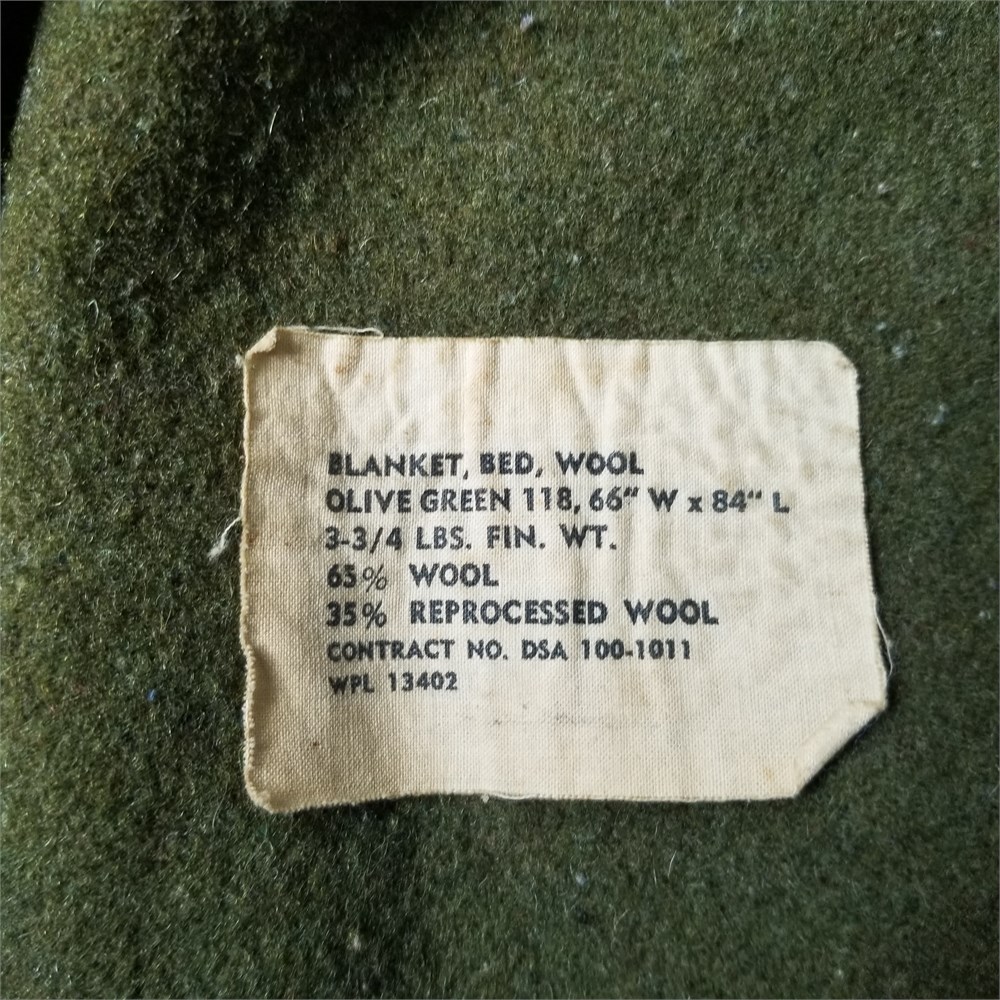 BLANKET, BED, WOOL
OLIVE GREEN 118, 66" W x 84" L
3-3/4 LBS. FIN. WT.
65% WOOL
35% REPROCESSED WOOL
CONTRACT NO. DSA 100-1011
WPL 13402